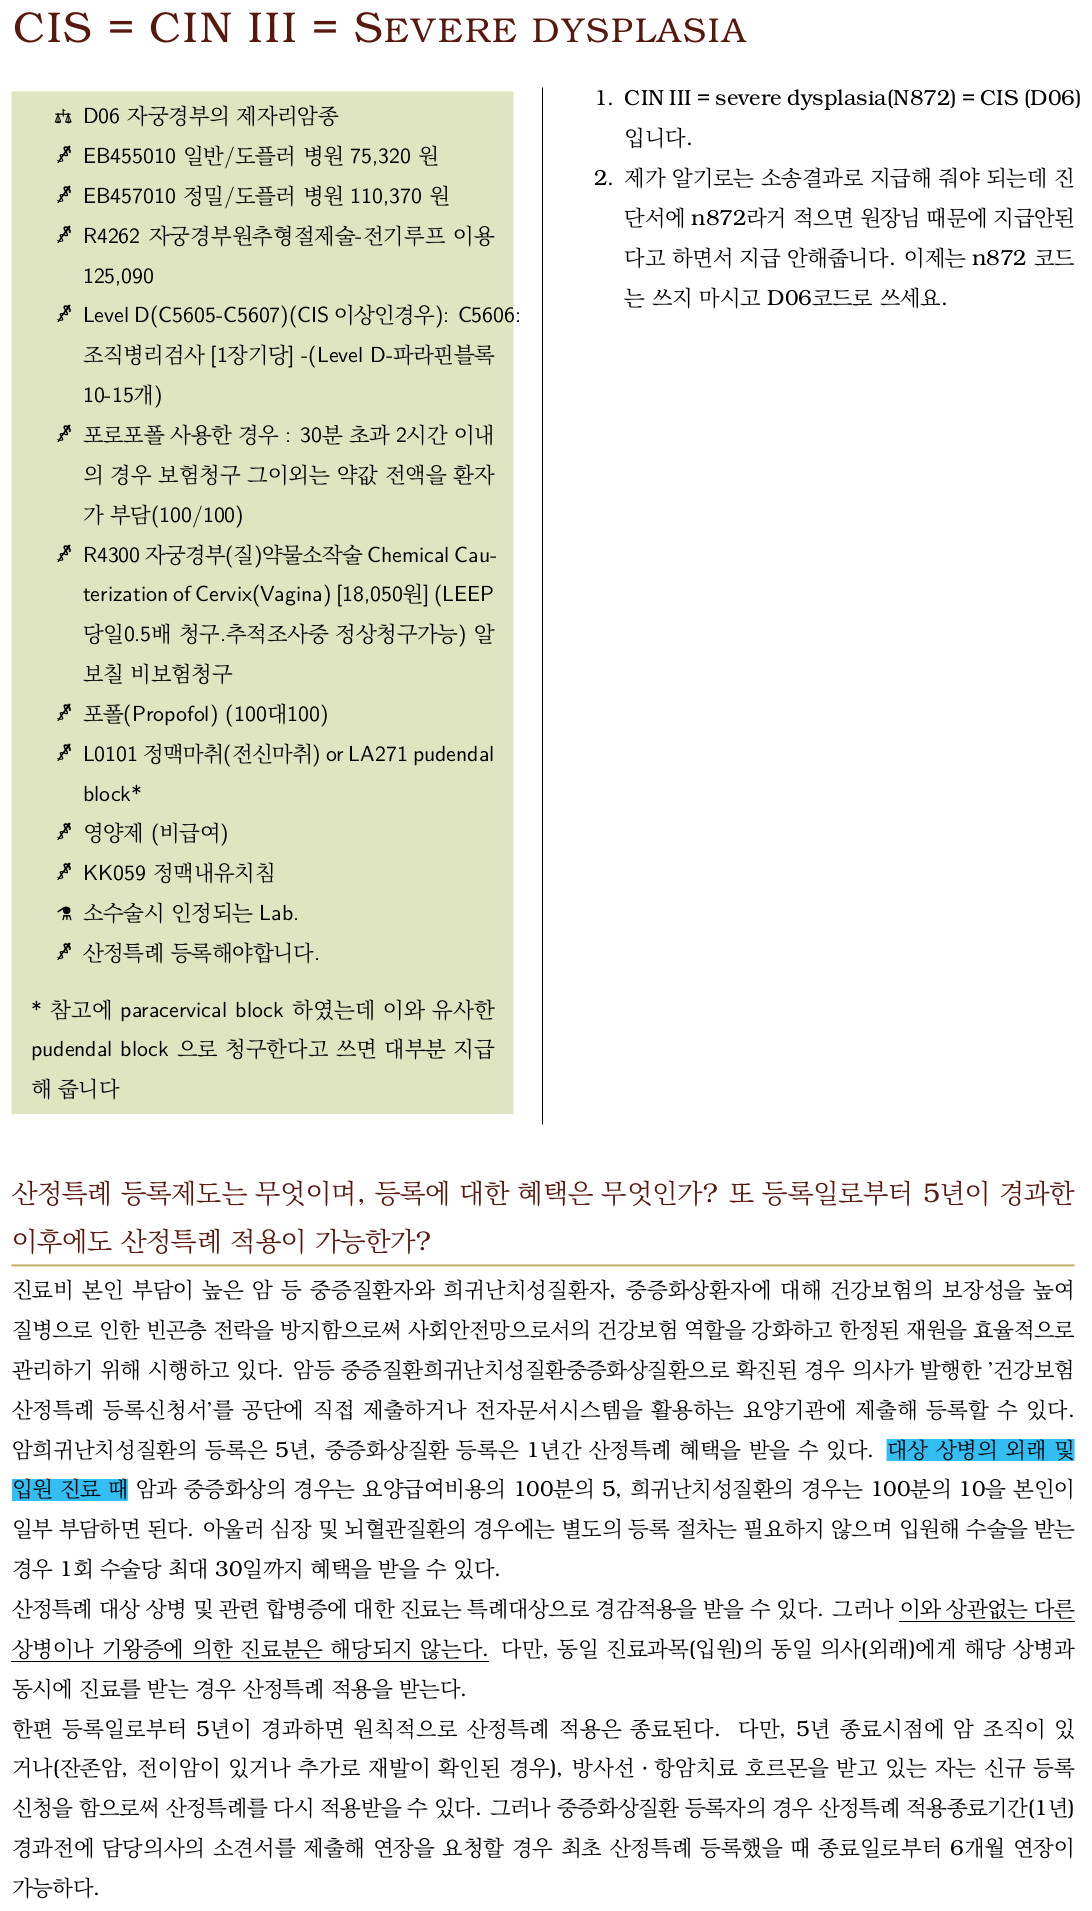 CIS = CIN III = SEVERE DYSPLASIA
D06 자궁경부의 제자리암종
EB455010 일반/도플러 병원 75,320 원
EB457010 정밀/도플러 병원 110,370 원
R4262 자궁경부원추형절제술-전기루프 이용
125,090
Level D(C5605-C5607)(CIS 이상인경우): C5606:
조직병리검사 [1장기당] -(Level D-파라핀블록
10-15개)
포로포폴 사용한 경우 : 30분 초과 2시간 이내
의 경우 보험청구 그이외는 약값 전액을 환자
가 부담(100/100)
R4300 자궁경부(질)약물소작술 Chemical Cau-
terization of Cervix(Vagina) [18,050원] (LEEP
당일0.5배 청구.추적조사중 정상청구가능) 알
보칠 비보험청구
포폴(Propofol) (100대100)
L0101 정맥마취(전신마취) or LA271 pudendal
block*
영양제 (비급여)
KK059 정맥내유치침
소수술시 인정되는 Lab.
산정특례 등록해야합니다.
* 참고에 paracervical block 하였는데 이와 유사한
pudendal block 으로 청구한다고 쓰면 대부분 지급
해 줍니다
1. CIN III = severe dysplasia(N872) = CIS (D06)
입니다.
2. 제가 알기로는 소송결과로 지급해 줘야 되는데 진
단서에 n872라거 적으면 원장님 때문에 지급안된
다고 하면서 지급 안해줍니다. 이제는 n872 코드
는 쓰지 마시고 D06코드로 쓰세요.
산정특례 등록제도는 무엇이며, 등록에 대한 혜택은 무엇인가? 또 등록일로부터 5년이 경과한
이후에도 산정특례 적용이 가능한가?
진료비 본인 부담이 높은 암 등 중증질환자와 희귀난치성질환자, 중증화상환자에 대해 건강보험의 보장성을 높여
질병으로 인한 빈곤층 전락을 방지함으로써 사회안전망으로서의 건강보험 역할을 강화하고 한정된 재원을 효율적으로
관리하기 위해 시행하고 있다. 암등 중증질환희귀난치성질환중증화상질환으로 확진된 경우 의사가 발행한 ’건강보험
산정특례 등록신청서’를 공단에 직접 제출하거나 전자문서시스템을 활용하는 요양기관에 제출해 등록할 수 있다.
암희귀난치성질환의 등록은 5년, 중증화상질환 등록은 1년간 산정특례 혜택을 받을 수 있다. 대상 상병의 외래 및
입원 진료 때 암과 중증화상의 경우는 요양급여비용의 100분의 5, 희귀난치성질환의 경우는 100분의 10을 본인이
일부 부담하면 된다. 아울러 심장 및 뇌혈관질환의 경우에는 별도의 등록 절차는 필요하지 않으며 입원해 수술을 받는
경우 1회 수술당 최대 30일까지 혜택을 받을 수 있다.
산정특례 대상 상병 및 관련 합병증에 대한 진료는 특례대상으로 경감적용을 받을 수 있다. 그러나 이와 상관없는 다른
상병이나 기왕증에 의한 진료분은 해당되지 않는다. 다만, 동일 진료과목(입원)의 동일 의사(외래)에게 해당 상병과
동시에 진료를 받는 경우 산정특례 적용을 받는다.
한편 등록일로부터 5년이 경과하면 원칙적으로 산정특례 적용은 종료된다. 다만, 5년 종료시점에 암 조직이 있
거나(잔존암, 전이암이 있거나 추가로 재발이 확인된 경우), 방사선 · 항암치료 호르몬을 받고 있는 자는 신규 등록
신청을 함으로써 산정특례를 다시 적용받을 수 있다. 그러나 중증화상질환 등록자의 경우 산정특례 적용종료기간(1년)
경과전에 담당의사의 소견서를 제출해 연장을 요청할 경우 최초 산정특례 등록했을 때 종료일로부터 6개월 연장이
가능하다.